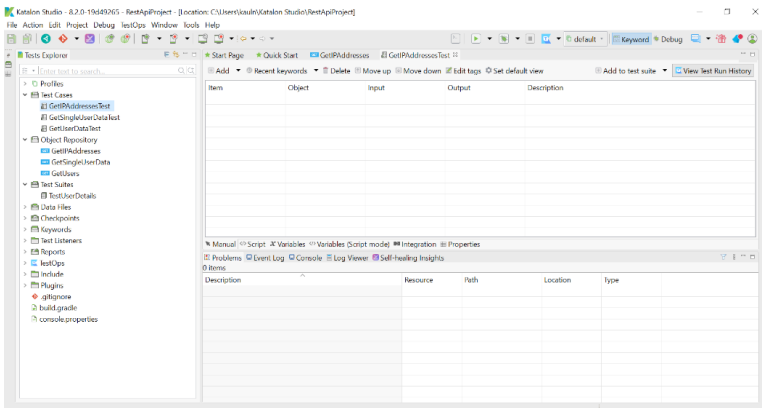 Katalon Studio - 8.2.0-19d49265 - RestApiProject - [Location: C:\Users\kauln\Katalon Studio\RestApiProject]
File Action Edit Project Debug TestOps Window Tools Help
default
Keyword
Debug
Tests Explorer
Enter text to search...
Profiles
Test Cases
GetIPAddressesTest
GetSingleUserDataTest
GetUserDataTest
Object Repository
GetIPAddresses
GetSingleUserData
GetUsers
Test Suites
TestUserDetails
Data Files
Checkpoints
Keywords
Test Listeners
Reports
TestOps
Include
Plugins
.gitignore
build.gradle
console.properties
Start Page Quick Start GetIPAddresses GetIPAddressesTest
Add Recent keywords Delete Move up Move down Edit tags Set default view Add to test suite View Test Run History
Item Object Input Output Description
Manual Script Variables Variables (Script mode) Integration Properties
Problems Event Log Console Log Viewer Self-healing Insights
0 items
Description Resource Path Location Type